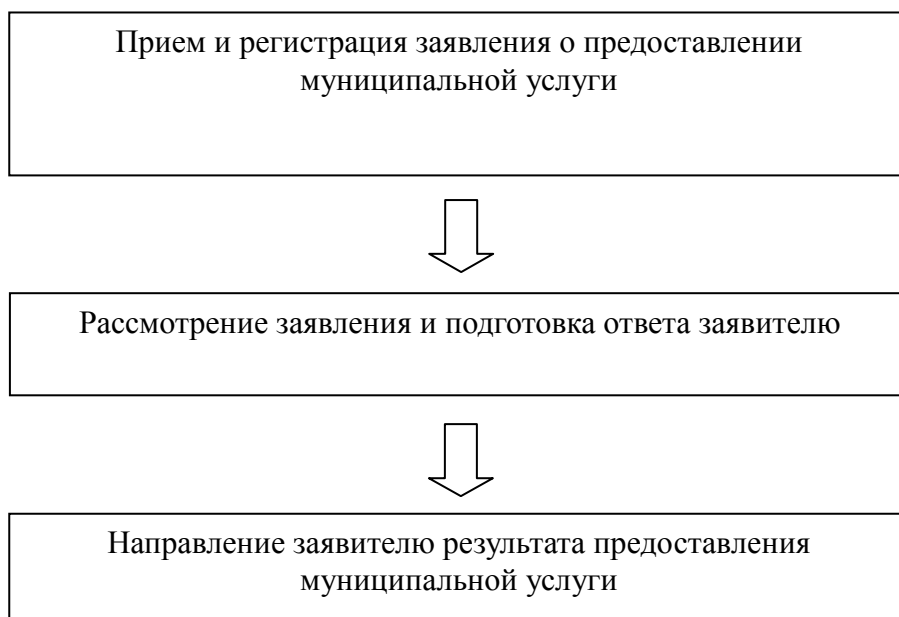 Прием и регистрация заявления о предоставлении
муниципальной услуги
Рассмотрение заявления и подготовка ответа заявителю
Направление заявителю результата предоставления
муниципальной услуги